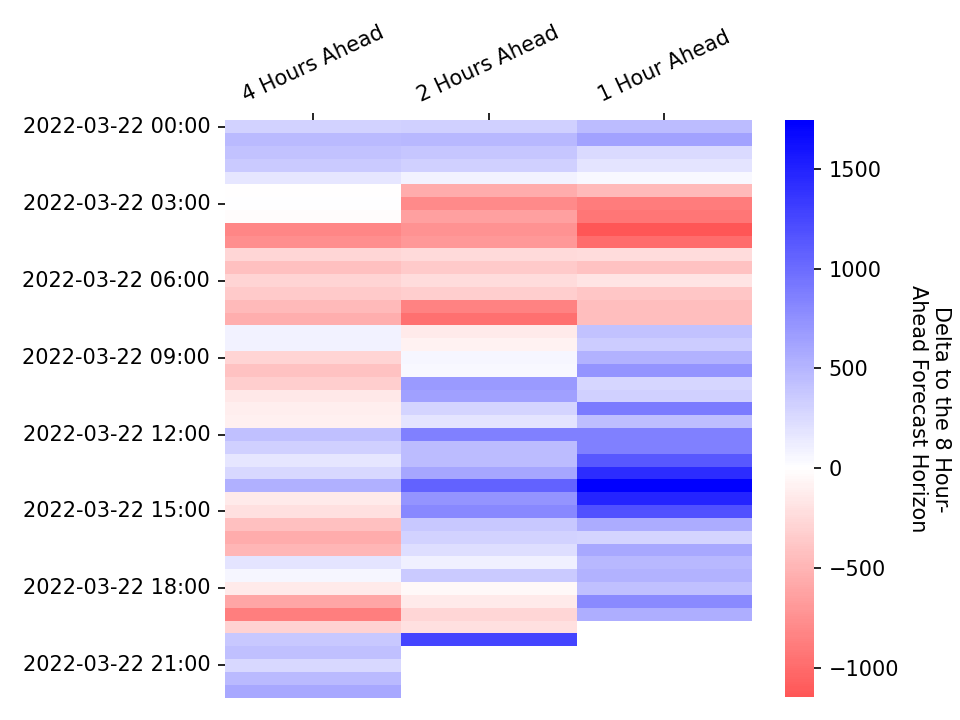 4 Hours Ahead
2 Hours Ahead
1 Hour Ahead
2022-03-22 00:00
2022-03-22 03:00
2022-03-22 06:00
2022-03-22 09:00
2022-03-22 12:00
2022-03-22 15:00
2022-03-22 18:00
2022-03-22 21:00
1500
1000
500
0
−500
−1000
Delta to the 8 Hour-
Ahead Forecast Horizon